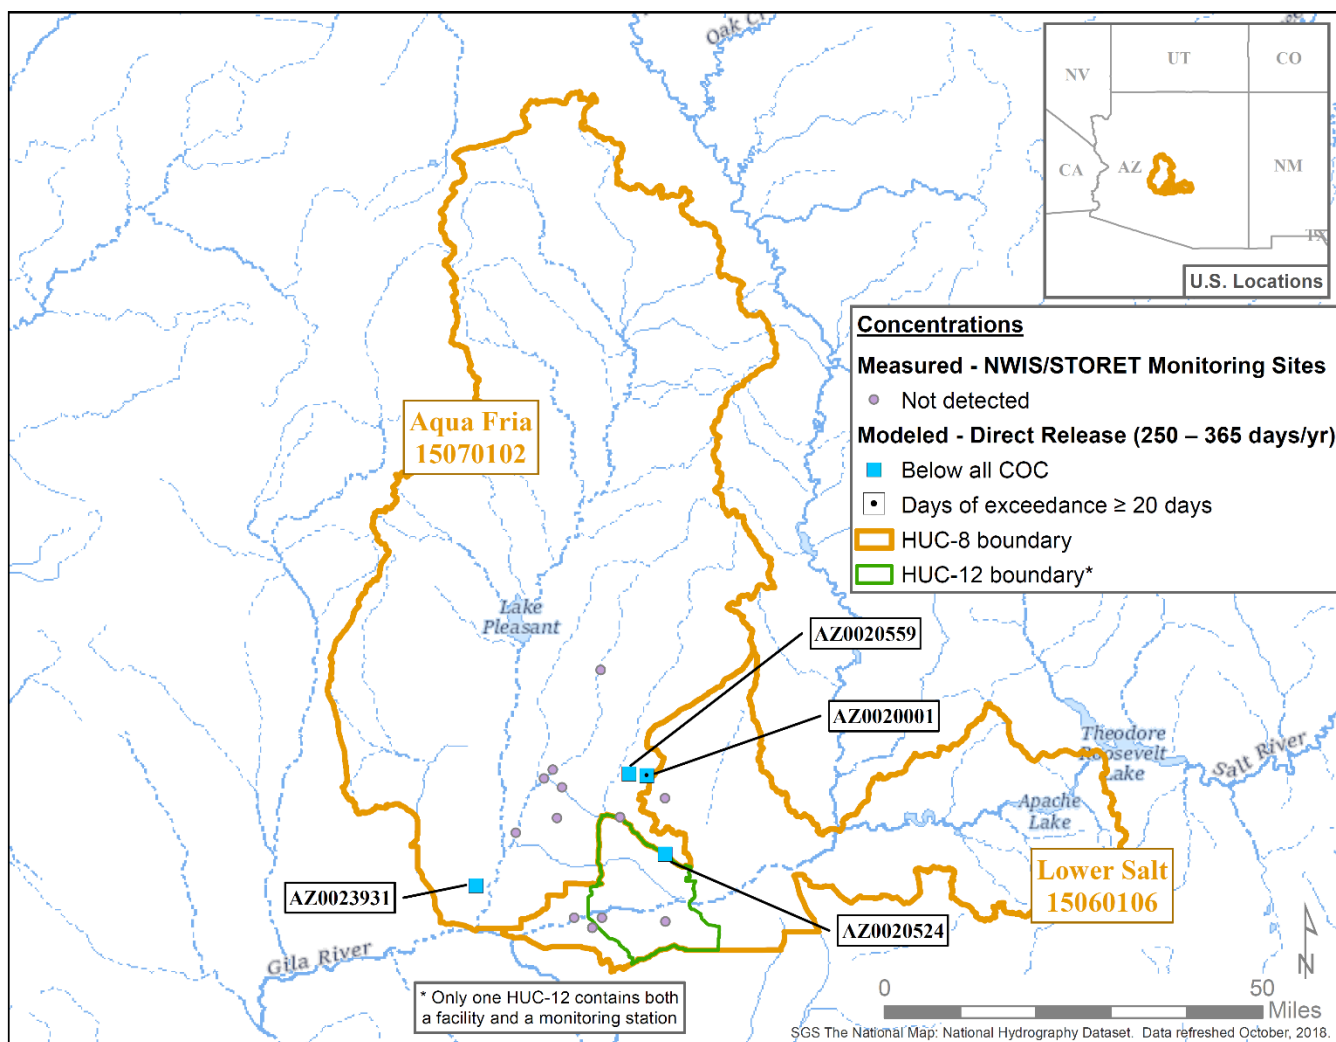 Oak Cr
NV
UT
CO
CA
AZ
NM
TX
U.S. Locations
Concentrations
Measured - NWIS/STORET Monitoring Sites
Not detected
Modeled - Direct Release (250 – 365 days/yr)
Below all COC
Days of exceedance ≥ 20 days
HUC-8 boundary
HUC-12 boundary*
Aqua Fria
15070102
Lake
Pleasant
AZ0020559
AZ0020001
Theodore
Roosevelt
Lake
Salt River
Apache
Lake
Lower Salt
15060106
AZ0023931
AZ0020524
Gila River
* Only one HUC-12 contains both
a facility and a monitoring station
N
0 50
Miles
SGS The National Map: National Hydrography Dataset. Data refreshed October, 2018.